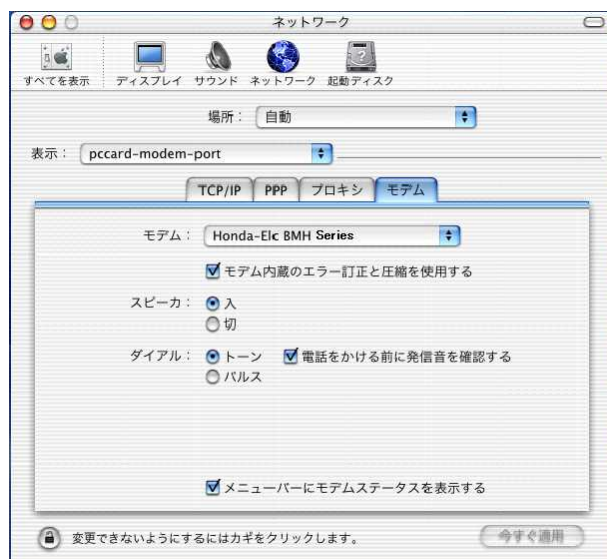 ネットワーク
すべてを表示 ディスプレイ サウンド ネットワーク 起動ディスク
場所： 自動
表示： pccard-modem-port
TCP/IP PPP プロキシ モデム
モデム： Honda-Elc BMH Series
モデム内蔵のエラー訂正と圧縮を使用する
スピーカ： 入
切
ダイアル： トーン 電話をかける前に発信音を確認する
パルス
メニューバーにモデムステータスを表示する
変更できないようにするにはカギをクリックします。 今すぐ適用